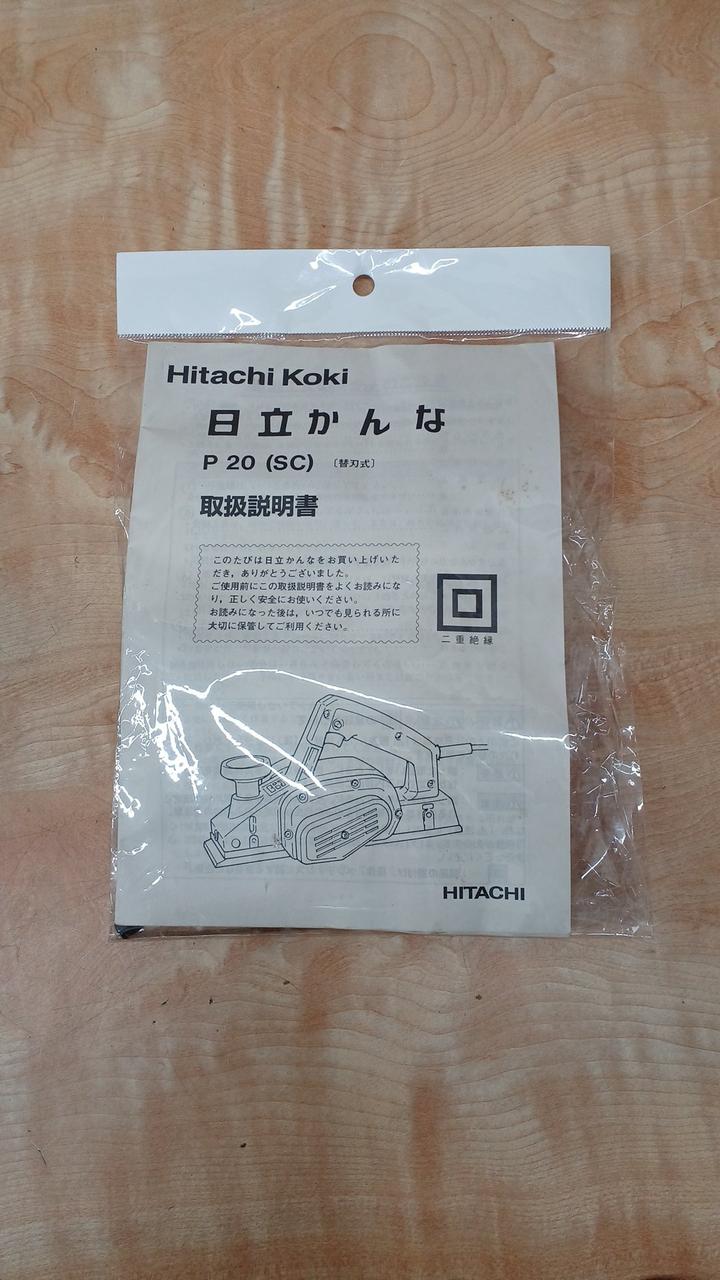 Hitachi Koki
日立かんな
P 20 (SC) 〔替刃式〕
取扱説明書
このたびは日立かんなをお買い上げいた
だき，ありがとうございました。
ご使用前にこの取扱説明書をよくお読みにな
り，正しく安全にお使いください。
お読みになった後は，いつでも見られる所に
大切に保管してご利用ください。
二重絶縁
HITACHI